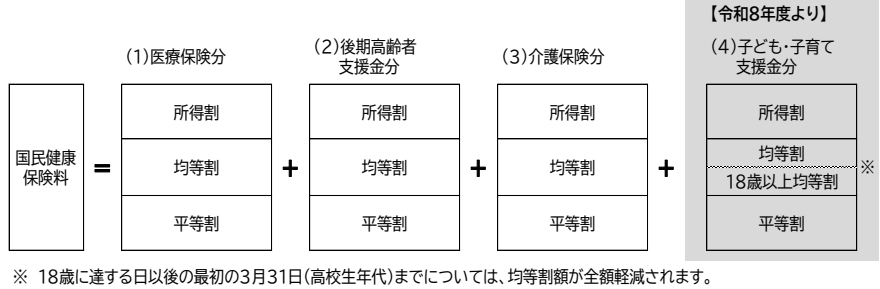 【令和8年度より】
(1)医療保険分
(2)後期高齢者
支援金分
(3)介護保険分
(4)子ども・子育て
支援金分
国民健康
保険料
=
所得割
均等割
平等割
+
所得割
均等割
平等割
+
所得割
均等割
平等割
+
所得割
均等割
18歳以上均等割
平等割
※
※ 18歳に達する日以後の最初の3月31日(高校生年代)までについては、均等割額が全額軽減されます。